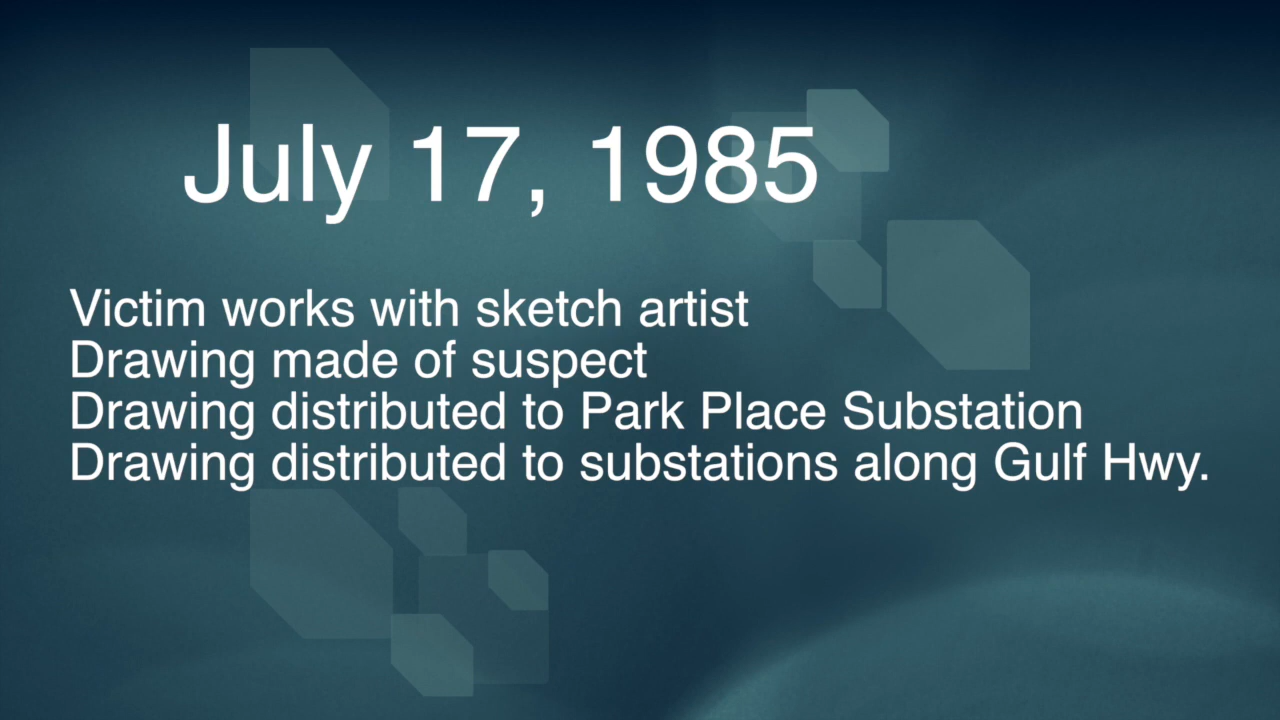 July 17, 1985
Victim works with sketch artist
Drawing made of suspect
Drawing distributed to Park Place Substation
Drawing distributed to substations along Gulf Hwy.